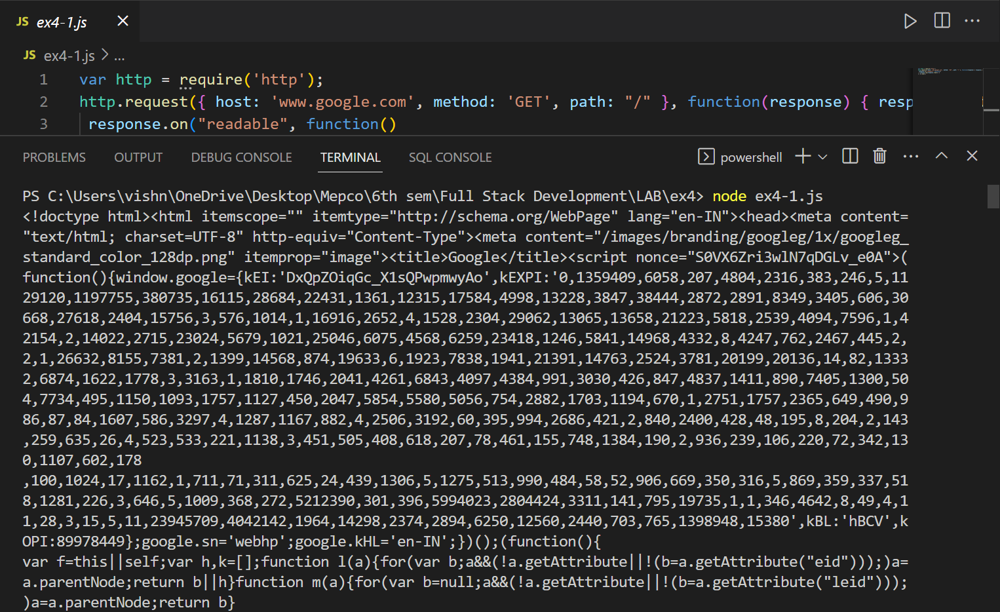 JS ex4-1.js
JS ex4-1.js > ...
1 var http = require('http');
2 http.request({ host: 'www.google.com', method: 'GET', path: "/" }, function(response) { resp
3 response.on("readable", function()
PROBLEMS OUTPUT DEBUG CONSOLE TERMINAL SQL CONSOLE powershell
PS C:\Users\vishn\OneDrive\Desktop\Mepco\6th sem\Full Stack Development\LAB\ex4> node ex4-1.js
<!doctype html><html itemscope="" itemtype="http://schema.org/WebPage" lang="en-IN"><head><meta content=
"text/html; charset=UTF-8" http-equiv="Content-Type"><meta content="/images/branding/googleg/1x/googleg_
standard_color_128dp.png" itemprop="image"><title>Google</title><script nonce="S0VX6Zri3wlN7qDGLv_e0A">(
function(){window.google={kEI:'DxQpZOiqGc_X1sQPwpmwyAo',kEXPI:'0,1359409,6058,207,4804,2316,383,246,5,11
29120,1197755,380735,16115,28684,22431,1361,12315,17584,4998,13228,3847,38444,2872,2891,8349,3405,606,30
668,27618,2404,15756,3,576,1014,1,16916,2652,4,1528,2304,29062,13065,13658,21223,5818,2539,4094,7596,1,4
2154,2,14022,2715,23024,5679,1021,25046,6075,4568,6259,23418,1246,5841,14968,4332,8,4247,762,2467,445,2,
2,1,26632,8155,7381,2,1399,14568,874,19633,6,1923,7838,1941,21391,14763,2524,3781,20199,20136,14,82,1333
2,6874,1622,1778,3,3163,1,1810,1746,2041,4261,6843,4097,4384,991,3030,426,847,4837,1411,890,7405,1300,50
4,7734,495,1150,1093,1757,1127,450,2047,5854,5580,5056,754,2882,1703,1194,670,1,2751,1757,2365,649,490,9
86,87,84,1607,586,3297,4,1287,1167,882,4,2506,3192,60,395,994,2686,421,2,840,2400,428,48,195,8,204,2,143
,259,635,26,4,523,533,221,1138,3,451,505,408,618,207,78,461,155,748,1384,190,2,936,239,106,220,72,342,13
0,1107,602,178
,100,1024,17,1162,1,711,71,311,625,24,439,1306,5,1275,513,990,484,58,52,906,669,350,316,5,869,359,337,51
8,1281,226,3,646,5,1009,368,272,5212390,301,396,5994023,2804424,3311,141,795,19735,1,1,346,4642,8,49,4,1
1,28,3,15,5,11,23945709,4042142,1964,14298,2374,2894,6250,12560,2440,703,765,1398948,15380',kBL:'hBCV',k
OPI:89978449};google.sn='webhp';google.kHL='en-IN';})();(function(){
var f=this||self;var h,k=[];function l(a){for(var b;a&&(!a.getAttribute||!(b=a.getAttribute("eid")));)a=
a.parentNode;return b||h}function m(a){for(var b=null;a&&(!a.getAttribute||!(b=a.getAttribute("leid")));
)a=a.parentNode;return b}